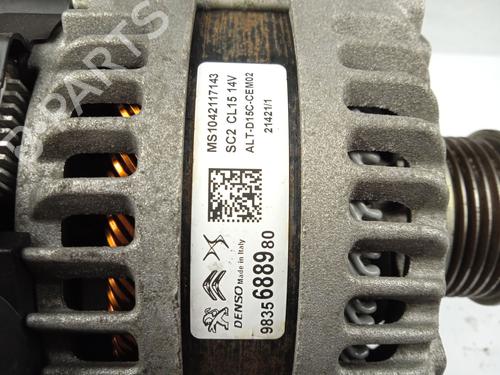 MS1042117143
SC2 CL15 14V
ALT-D15C-CEM02
21421/1
DENSO Made in Italy
9835688980